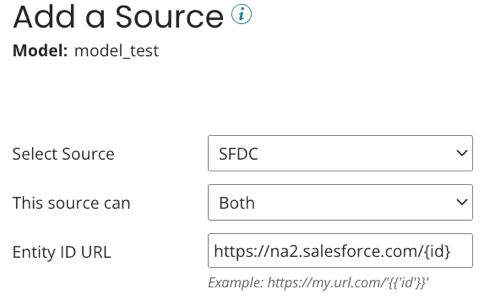 Add a Source i
Model: model_test
Select Source SFDC
This source can Both
Entity ID URL https://na2.salesforce.com/{id}
Example: https://my.url.com/'{{'id'}}'